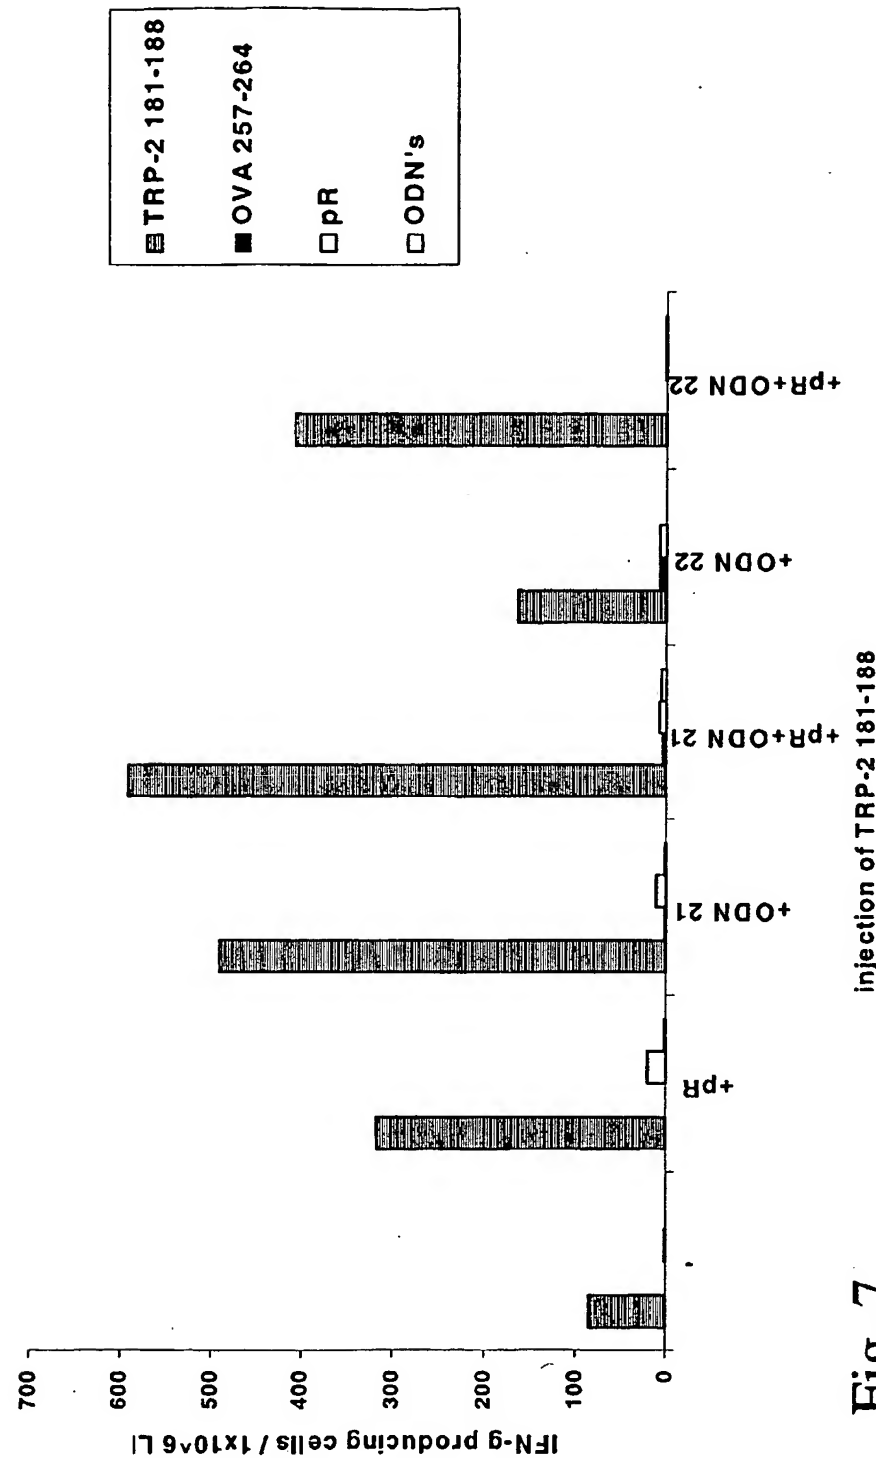 TRP-2 181-188
OVA 257-264
pR
ODN's
700
600
500
400
300
200
100
0
IFN-g producing cells / 1x10^6 L
-
+pR
+ODN 21
+pR+ODN 21
+ODN 22
+pR+ODN 22
injection of TRP-2 181-188
Fig. 7